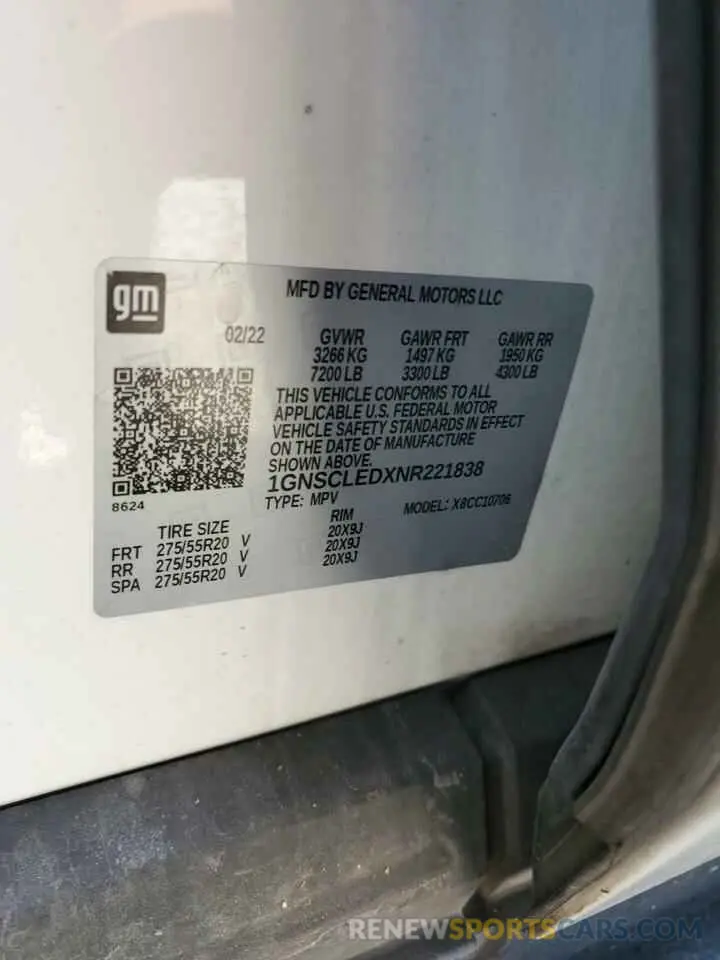 gm
MFD BY GENERAL MOTORS LLC
02/22 GVWR GAWR FRT GAWR RR
3266 KG 1497 KG 1950 KG
7200 LB 3300 LB 4300 LB
THIS VEHICLE CONFORMS TO ALL
APPLICABLE U.S. FEDERAL MOTOR
VEHICLE SAFETY STANDARDS IN EFFECT
ON THE DATE OF MANUFACTURE
SHOWN ABOVE.
1GNSCLEDXNR221838
8624 TYPE: MPV MODEL: X8CC10706
TIRE SIZE RIM
FRT 275/55R20 V 20X9J
RR 275/55R20 V 20X9J
SPA 275/55R20 V 20X9J
RENEWSPORTSCARS.COM